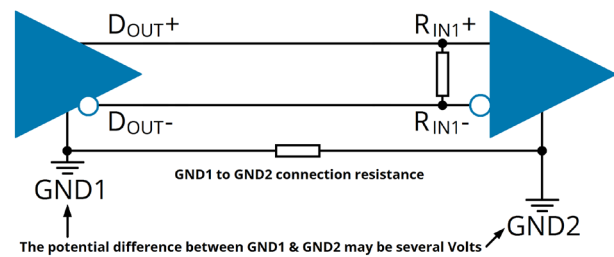 DOUT+ RIN1+
DOUT- RIN1-
GND1 to GND2 connection resistance
GND1
GND2
The potential difference between GND1 & GND2 may be several Volts